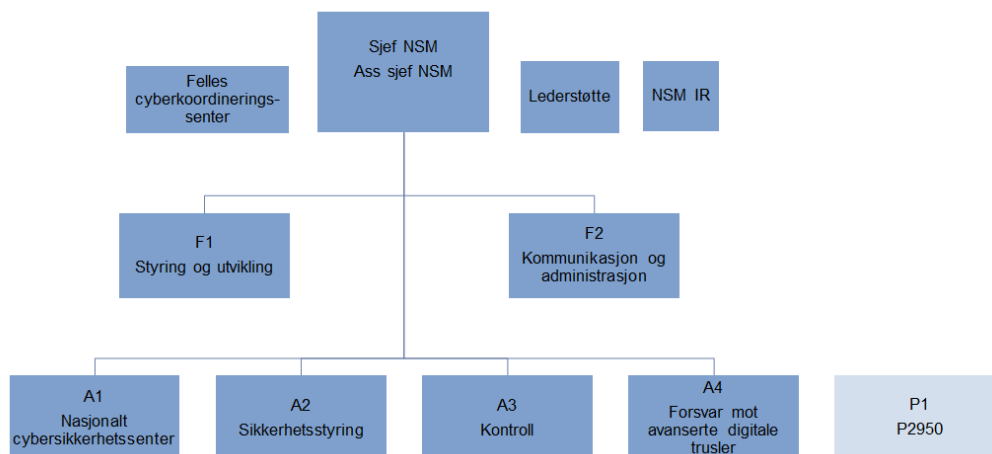 Sjef NSM
Ass sjef NSM
Felles
cyberkoordinerings-
senter
Lederstøtte
NSM IR
F1
Styring og utvikling
F2
Kommunikasjon og
administrasjon
A1
Nasjonalt
cybersikkerhetssenter
A2
Sikkerhetsstyring
A3
Kontroll
A4
Forsvar mot
avanserte digitale
trusler
P1
P2950